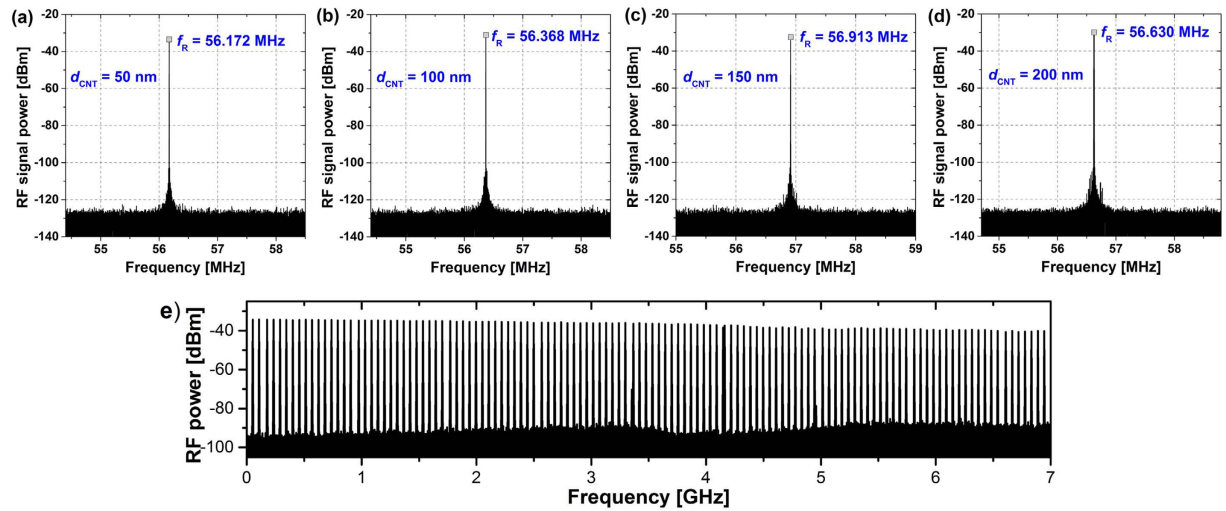 (a)
-20
-40
-60
-80
-100
-120
-140
RF signal power [dBm]
f_R = 56.172 MHz
d_CNT = 50 nm
55 56 57 58
Frequency [MHz]
(b)
-20
-40
-60
-80
-100
-120
-140
RF signal power [dBm]
f_R = 56.368 MHz
d_CNT = 100 nm
55 56 57 58
Frequency [MHz]
(c)
-20
-40
-60
-80
-100
-120
-140
RF signal power [dBm]
f_R = 56.913 MHz
d_CNT = 150 nm
55 56 57 58 59
Frequency [MHz]
(d)
-20
-40
-60
-80
-100
-120
-140
RF signal power [dBm]
f_R = 56.630 MHz
d_CNT = 200 nm
55 56 57 58
Frequency [MHz]
e)
-40
-60
-80
-100
RF power [dBm]
0 1 2 3 4 5 6 7
Frequency [GHz]